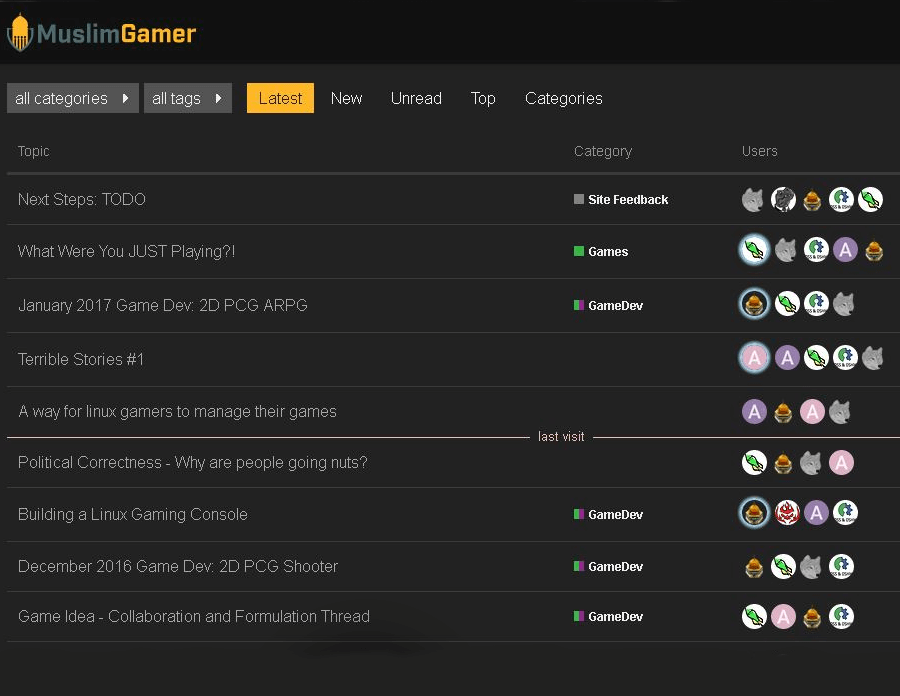 MuslimGamer
all categories all tags Latest New Unread Top Categories
Topic Category Users
Next Steps: TODO Site Feedback
What Were You JUST Playing?! Games A
January 2017 Game Dev: 2D PCG ARPG GameDev
Terrible Stories #1 A A
A way for linux gamers to manage their games A A
last visit
Political Correctness - Why are people going nuts? A
Building a Linux Gaming Console GameDev A
December 2016 Game Dev: 2D PCG Shooter GameDev
Game Idea - Collaboration and Formulation Thread GameDev A